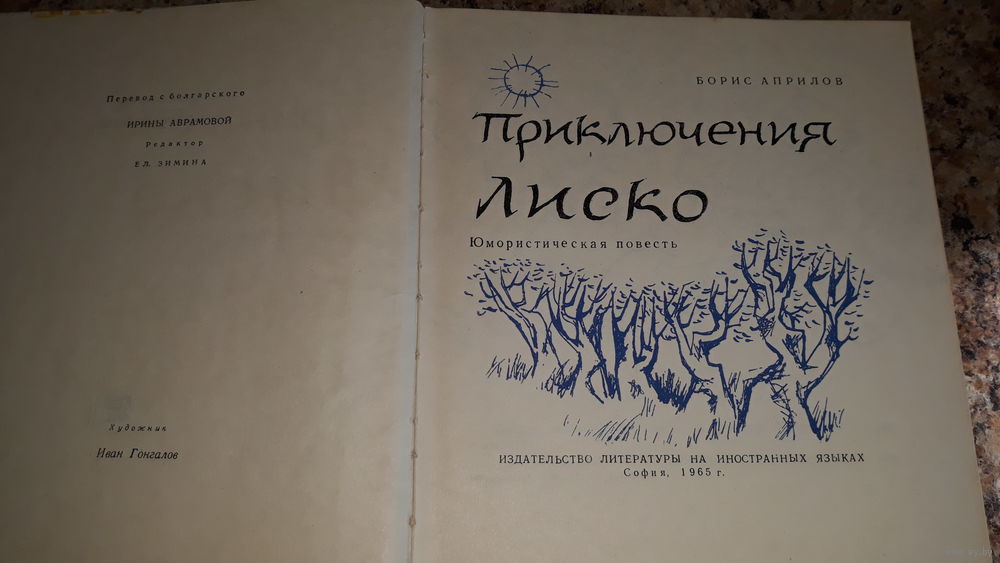 Перевод с болгарского
ИРИНЫ АВРАМОВОЙ
Редактор
ЕЛ. ЗИМИНА
Художник
Иван Гонгалов
БОРИС АПРИЛОВ
Приключения
Лиско
Юмористическая повесть
ИЗДАТЕЛЬСТВО ЛИТЕРАТУРЫ НА ИНОСТРАННЫХ ЯЗЫКАХ
София, 1965 г.